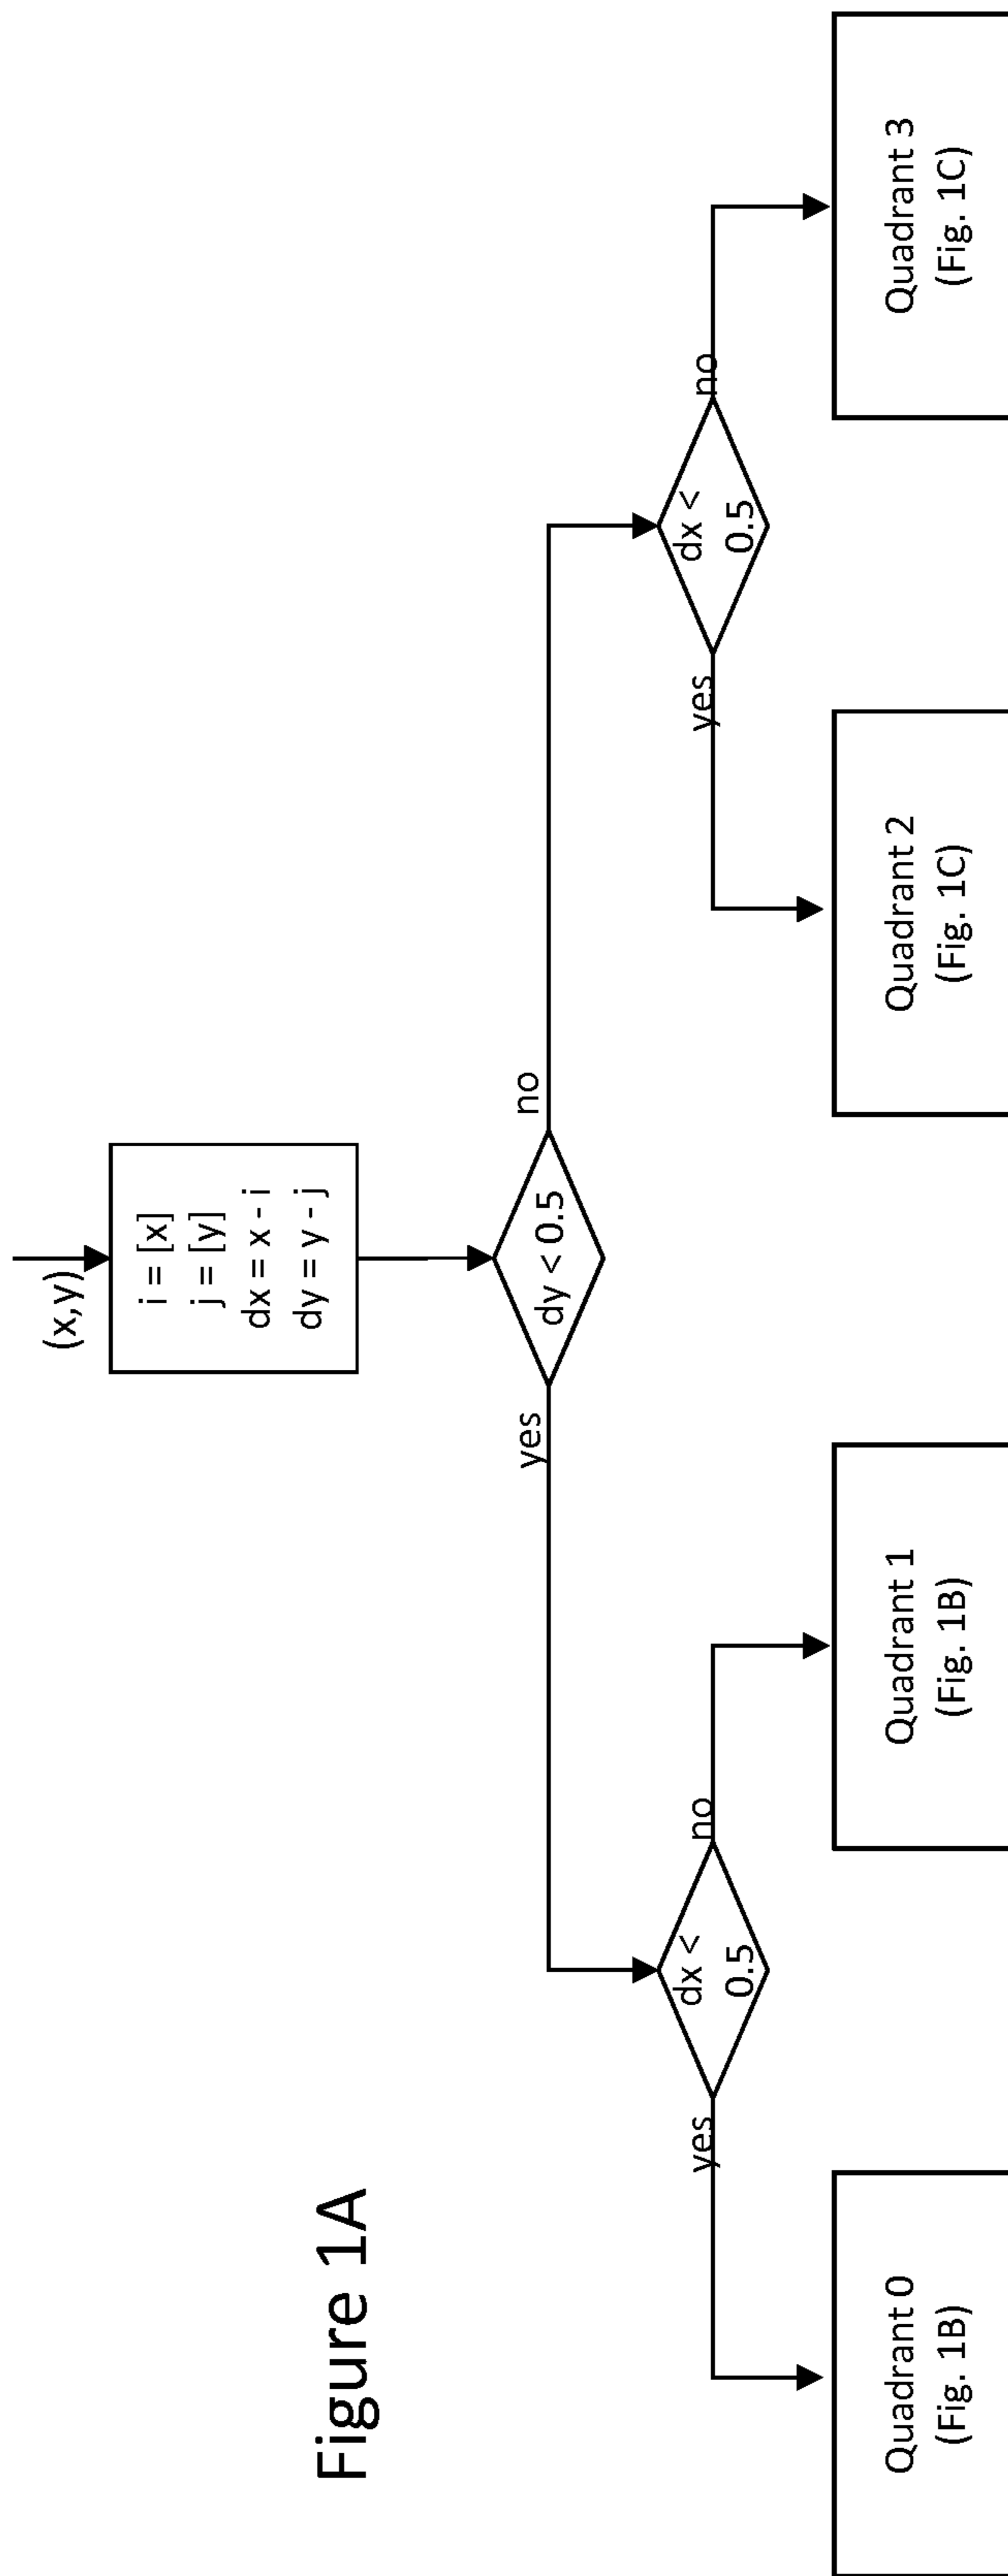 (x,y)
i = [x]
j = [y]
dx = x - i
dy = y - j
yes
dy < 0.5
no
yes
dx <
0.5
no
yes
dx <
0.5
no
Quadrant 0
(Fig. 1B)
Quadrant 1
(Fig. 1B)
Quadrant 2
(Fig. 1C)
Quadrant 3
(Fig. 1C)
Figure 1A